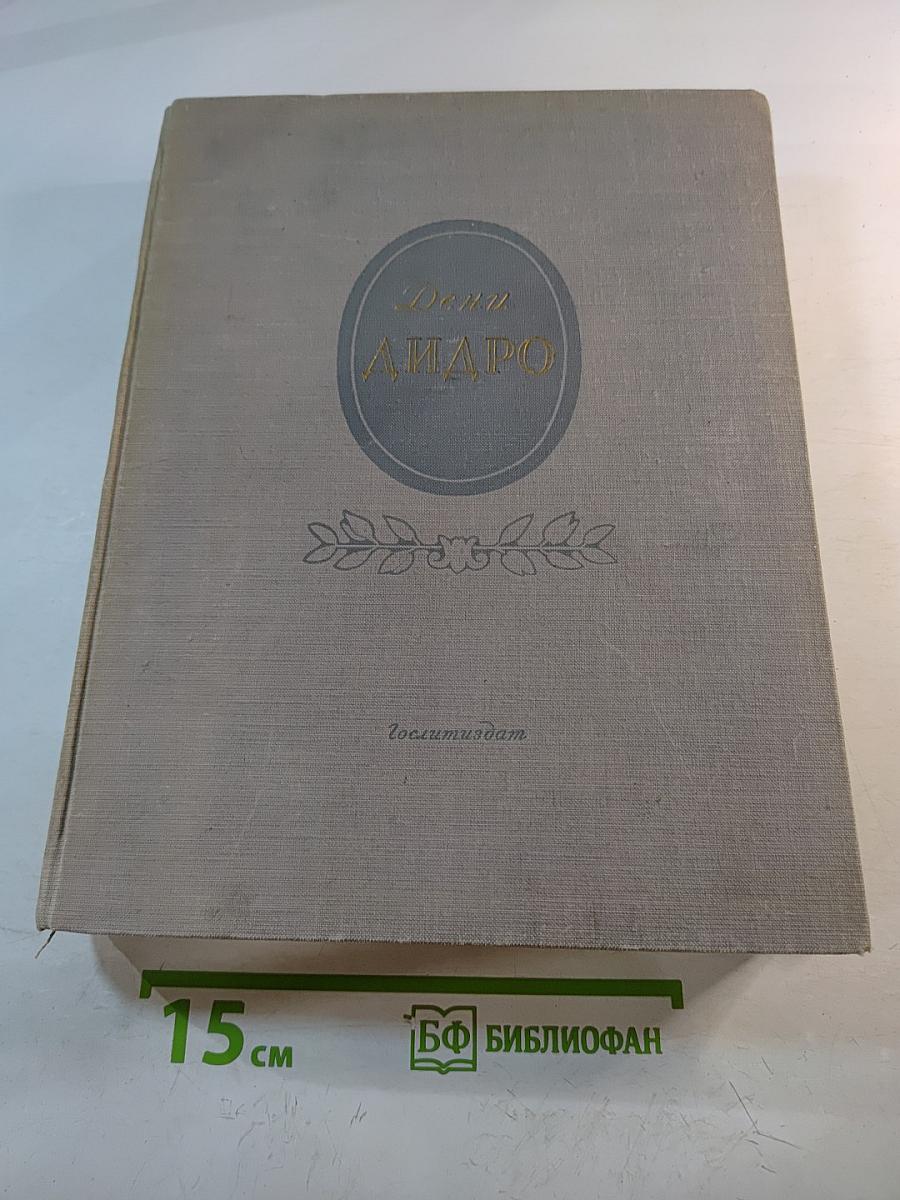 Дени
ДИДРО
Гослитиздат
15 см
БФ БИБЛИОФАН